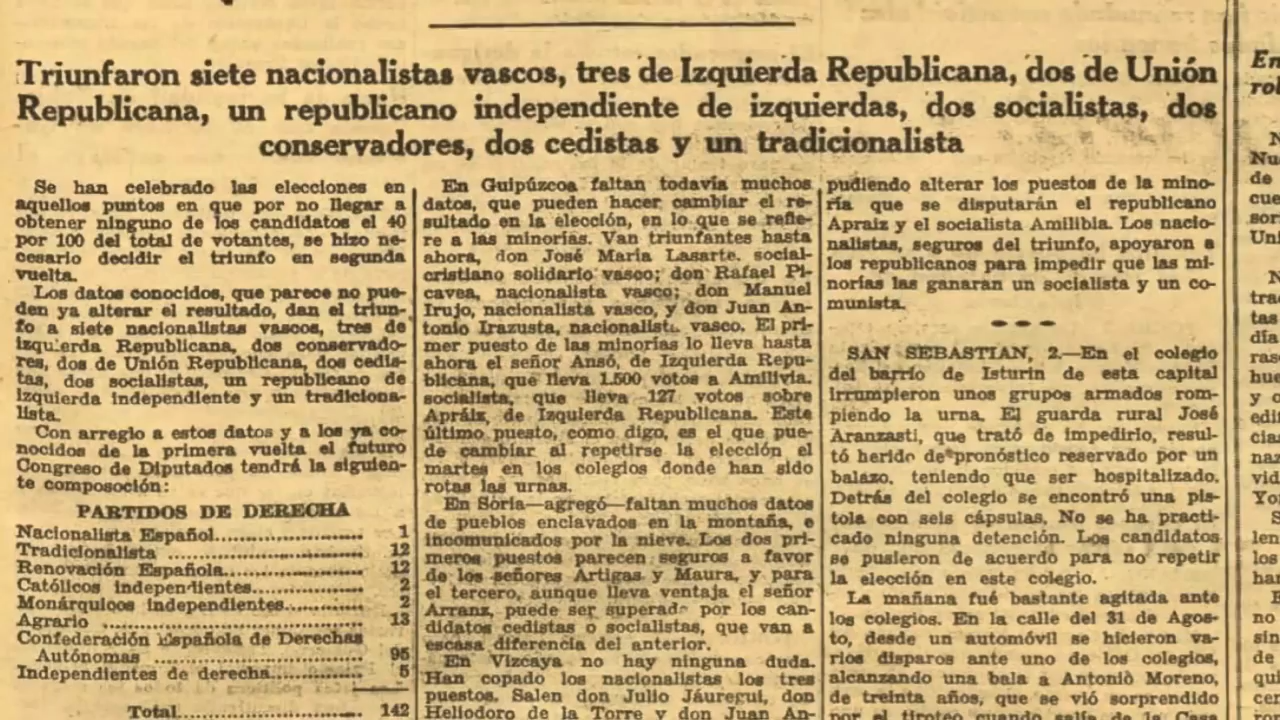 Triunfaron siete nacionalistas vascos, tres de Izquierda Republicana, dos de Unión
Republicana, un republicano independiente de izquierdas, dos socialistas, dos
conservadores, dos cedistas y un tradicionalista
Se han celebrado las elecciones en
aquellos puntos en que por no llegar a
obtener ninguno de los candidatos el 40
por 100 del total de votantes, se hizo ne-
cesario decidir el triunfo en segunda
vuelta.
Los datos conocidos, que parece no pue-
den ya alterar el resultado, dan el triun-
fo a siete nacionalistas vascos, tres de
izquierda Republicana, dos conservado-
res, dos de Unión Republicana, dos cedis-
tas, dos socialistas, un republicano de
izquierda independiente y un tradiciona-
lista.
Con arreglo a estos datos y a los ya co-
nocidos de la primera vuelta el futuro
Congreso de Diputados tendrá la siguien-
te composoción:
PARTIDOS DE DERECHA
Nacionalista Español.................... 1
Tradicionalista .......................... 12
Renovación Española.................... 12
Católicos independientes................ 2
Monárquicos independientes........... 2
Agrario .................................. 13
Confederación Española de Derechas
Autónomas ........................... 95
Independientes de derecha............. 5
Total........................ 142
En Guipúzcoa faltan todavía muchos
datos, que pueden hacer cambiar el re-
sultado en la elección, en lo que se refie-
re a las minorías. Van triunfantes hasta
ahora, don José María Lasarte, social-
cristiano solidario vasco; don Rafael Pi-
cavea, nacionalista vasco; don Manuel
Irujo, nacionalista vasco, y don Juan An-
tonio Irazusta, nacionalista vasco. El pri-
mer puesto de las minorías lo lleva hasta
ahora el señor Ansó, de Izquierda Repu-
blicana, que lleva 1.500 votos a Amilivia.
socialista, que lleva 127 votos sobre
Apráiz, de Izquierda Republicana. Este
último puesto, como digo, es el que pue-
de cambiar al repetirse la elección el
martes en los colegios donde han sido
rotas las urnas.
En Soria—agregó—faltan muchos datos
de pueblos enclavados en la montaña, e
incomunicados por la nieve. Los dos pri-
meros puestos parecen seguros a favor
de los señores Artigas y Maura, y para
el tercero, aunque lleva ventaja el señor
Arranz, puede ser superado por los can-
didatos cedistas o socialistas, que van a
escasa diferencia del anterior.
En Vizcaya no hay ninguna duda.
Han copado los nacionalistas los tres
puestos. Salen don Julio Jáuregui, don
Heliodoro de la Torre y don Juan An-
pudiendo alterar los puestos de la mino-
ría que se disputarán el republicano
Apraiz y el socialista Amilibia. Los nacio-
nalistas, seguros del triunfo, apoyaron a
los republicanos para impedir que las mi-
norías las ganaran un socialista y un co-
munista.
SAN SEBASTIAN, 2.—En el colegio
del barrio de Isturin de esta capital
irrumpieron unos grupos armados rom-
piendo la urna. El guarda rural José
Aranzasti, que trató de impedirlo, resul-
tó herido de pronóstico reservado por un
balazo, teniendo que ser hospitalizado.
Detrás del colegio se encontró una pis-
tola con seis cápsulas. No se ha practi-
cado ninguna detención. Los candidatos
se pusieron de acuerdo para no repetir
la elección en este colegio.
La mañana fué bastante agitada ante
los colegios. En la calle del 31 de Agos-
to, desde un automóvil se hicieron va-
rios disparos ante uno de los colegios,
alcanzando una bala a Antonio Moreno,
de treinta años, que se vió sorprendido
por el tiroteo cuando salía de
En
rol
Nu
de
cue
sor
Uni
tra
tas
día
ras
hue
y c
edi
cia
naz
vid
Yo
len
los
har
no
sin
de
qui
cer